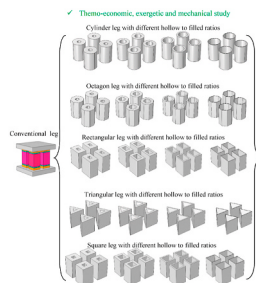 ✓ Themo-economic, exergetic and mechanical study
Cylinder leg with different hollow to filled ratios
Octagon leg with different hollow to filled ratios
Conventional leg
Rectangular leg with different hollow to filled ratios
Triangular leg with different hollow to filled ratios
Square leg with different hollow to filled ratios